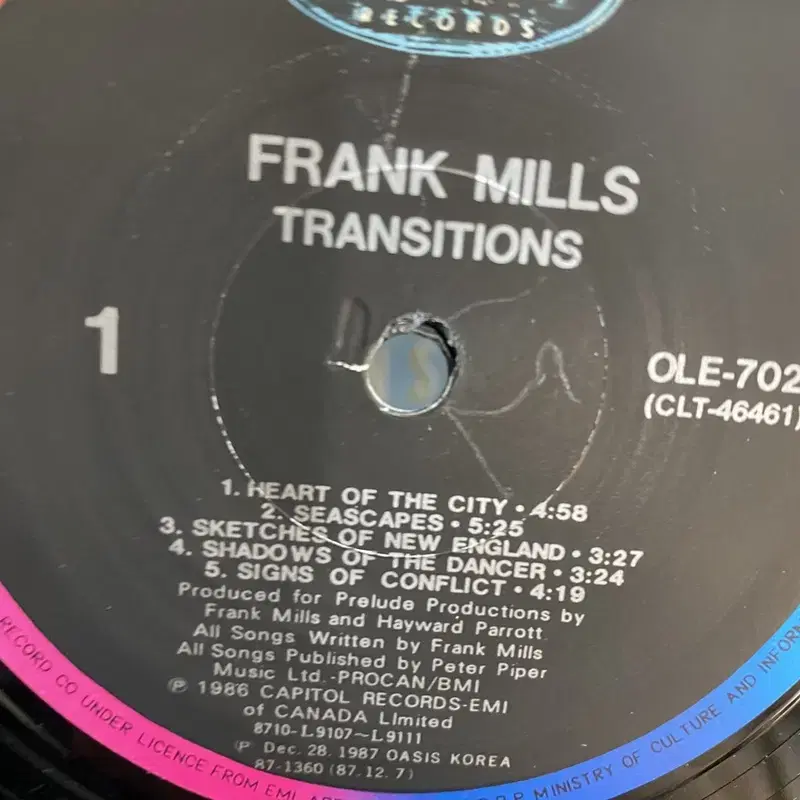 RECORDS
FRANK MILLS
TRANSITIONS
1
OLE-702
(CLT-46461)
1. HEART OF THE CITY • 4:58
2. SEASCAPES • 5:25
3. SKETCHES OF NEW ENGLAND • 3:27
4. SHADOWS OF THE DANCER • 3:24
5. SIGNS OF CONFLICT • 4:19
Produced for Prelude Productions by
Frank Mills and Hayward Parrott
All Songs Written by Frank Mills
All Songs Published by Peter Piper
Music Ltd.-PROCAN/BMI
℗ 1986 CAPITOL RECORDS-EMI
of CANADA LImited
8710-L9107~L9111
℗ Dec. 28. 1987 OASIS KOREA
87-1360 (87.12.7)
RECORD CO UNDER LICENCE FROM EMI
MINISTRY OF CULTURE AND